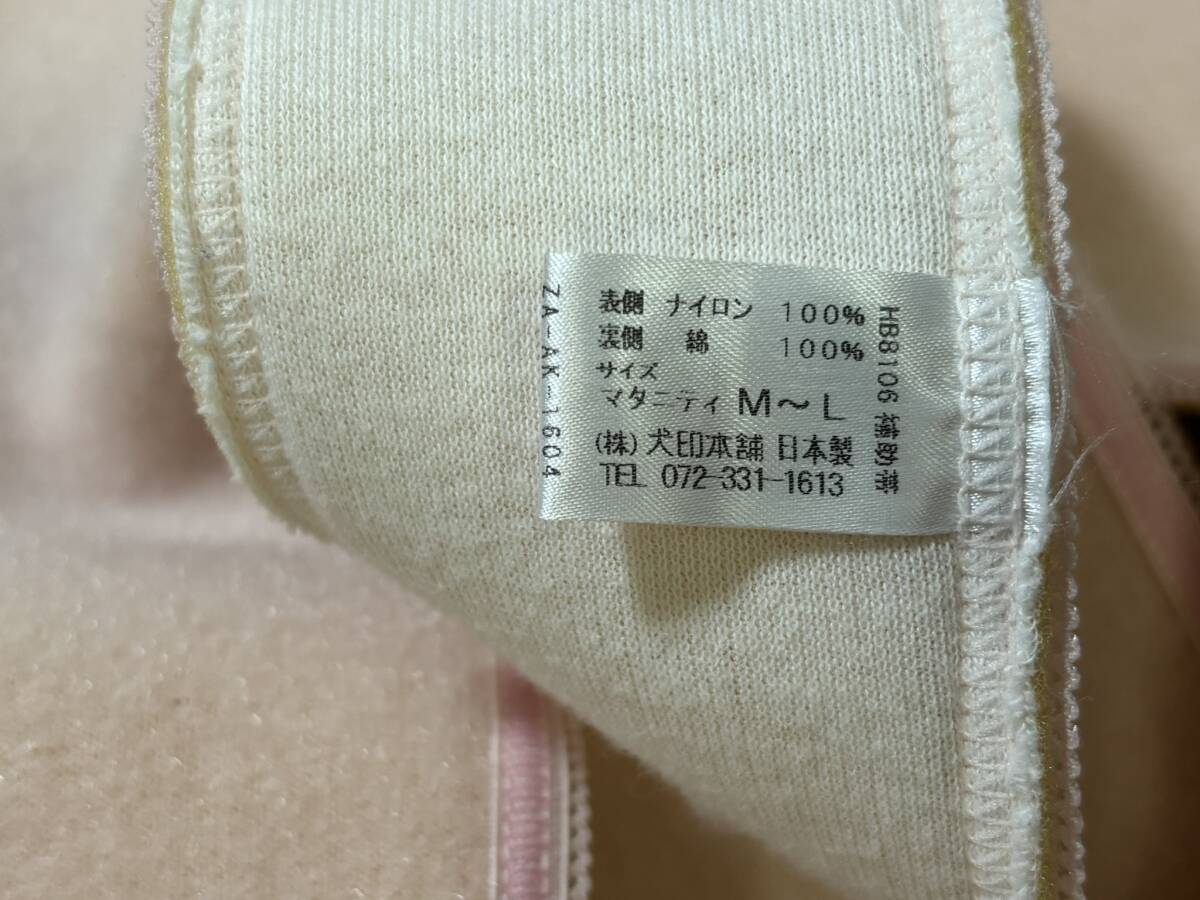 表側 ナイロン 100%
裏側 綿 100%
サイズ
マタニティ M～L
(株)犬印本舗 日本製
TEL 072-331-1613
HB8106 補助帯
ZA-AK-1604